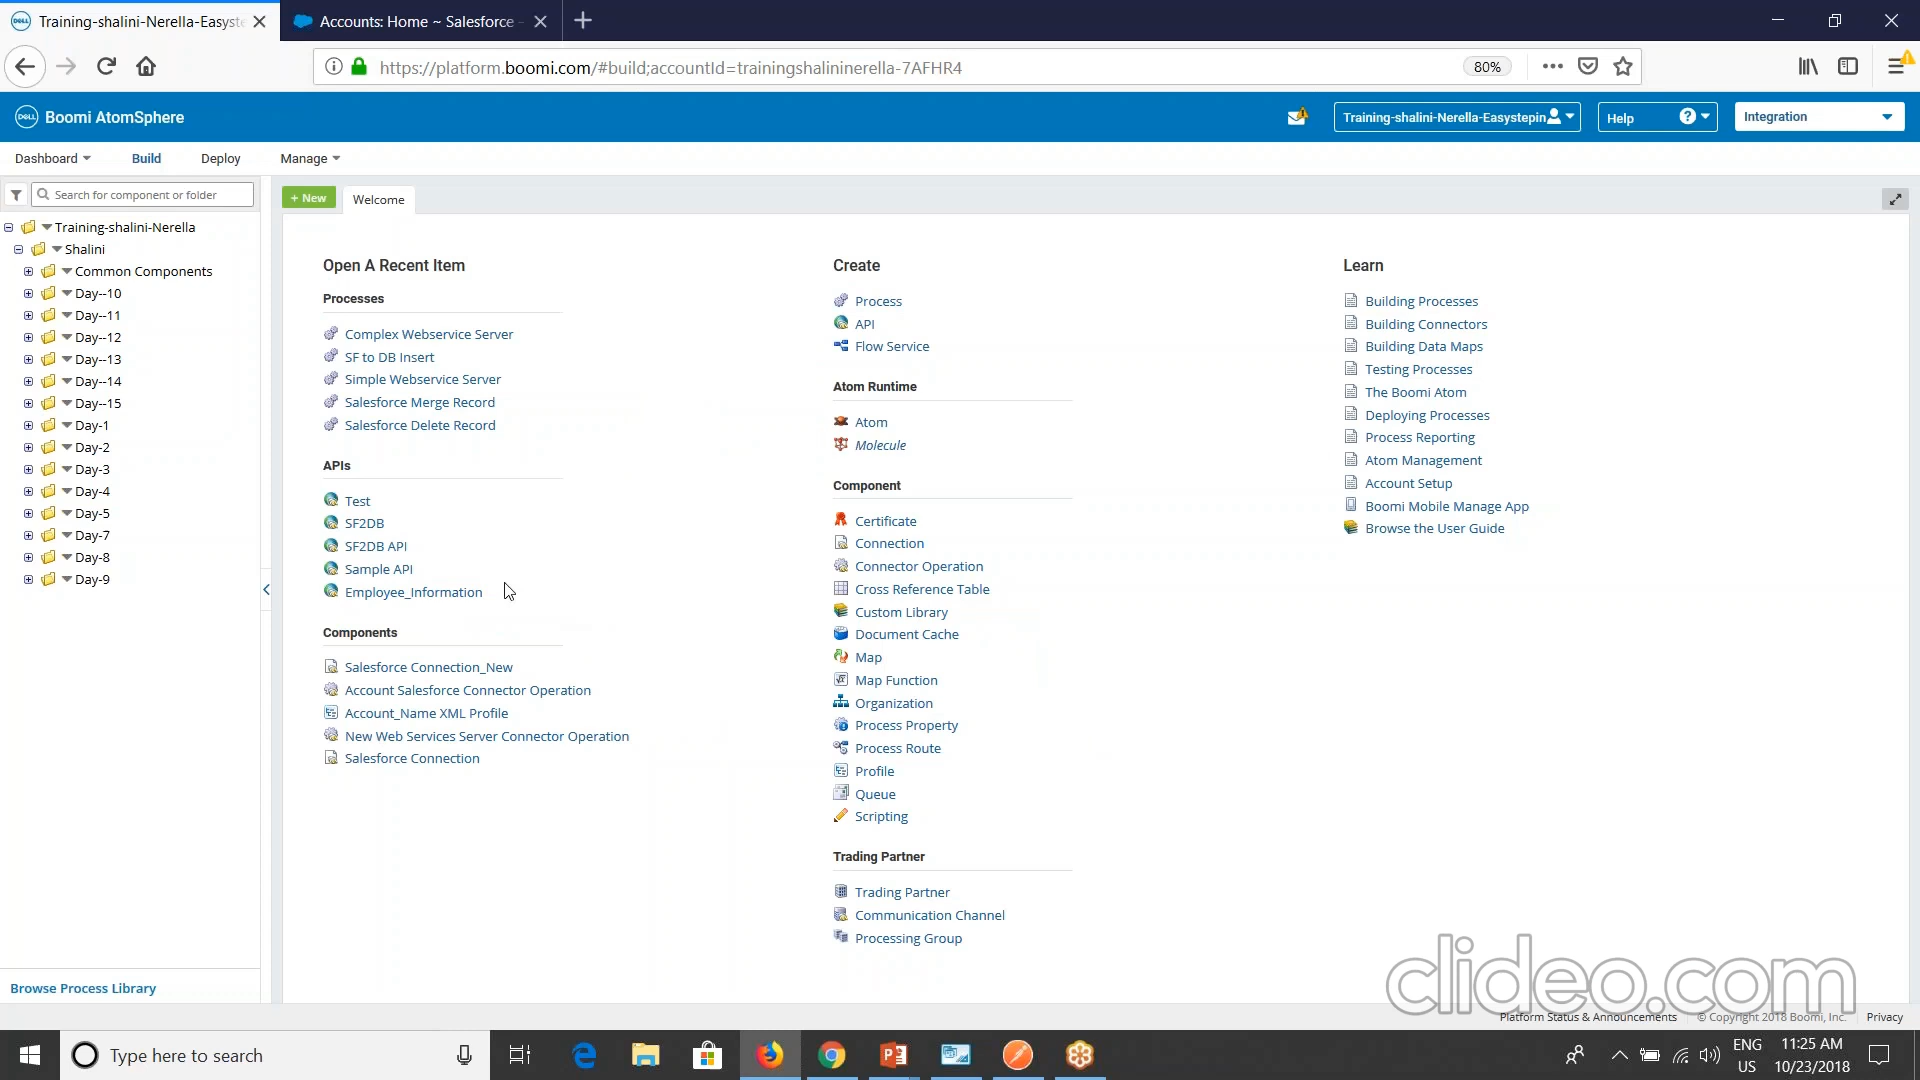 Training-shalini-Nerella-Easyste
Accounts: Home ~ Salesforce -
https://platform.boomi.com/#build;accountId=trainingshalininerella-7AFHR4
80%
DELL Boomi AtomSphere
Training-shalini-Nerella-Easystepin
Help
Integration
Dashboard
Build
Deploy
Manage
Search for component or folder
+ New
Welcome
Training-shalini-Nerella
Shalini
Common Components
Day--10
Day--11
Day--12
Day--13
Day--14
Day--15
Day-1
Day-2
Day-3
Day-4
Day-5
Day-7
Day-8
Day-9
Browse Process Library
Open A Recent Item
Processes
Complex Webservice Server
SF to DB Insert
Simple Webservice Server
Salesforce Merge Record
Salesforce Delete Record
APIs
Test
SF2DB
SF2DB API
Sample API
Employee_Information
Components
Salesforce Connection_New
Account Salesforce Connector Operation
Account_Name XML Profile
New Web Services Server Connector Operation
Salesforce Connection
Create
Process
API
Flow Service
Atom Runtime
Atom
Molecule
Component
Certificate
Connection
Connector Operation
Cross Reference Table
Custom Library
Document Cache
Map
Map Function
Organization
Process Property
Process Route
Profile
Queue
Scripting
Trading Partner
Trading Partner
Communication Channel
Processing Group
Learn
Building Processes
Building Connectors
Building Data Maps
Testing Processes
The Boomi Atom
Deploying Processes
Process Reporting
Atom Management
Account Setup
Boomi Mobile Manage App
Browse the User Guide
clideo.com
Platform Status & Announcements
© Copyright 2018 Boomi, Inc.
Privacy
Type here to search
ENG
US
11:25 AM
10/23/2018